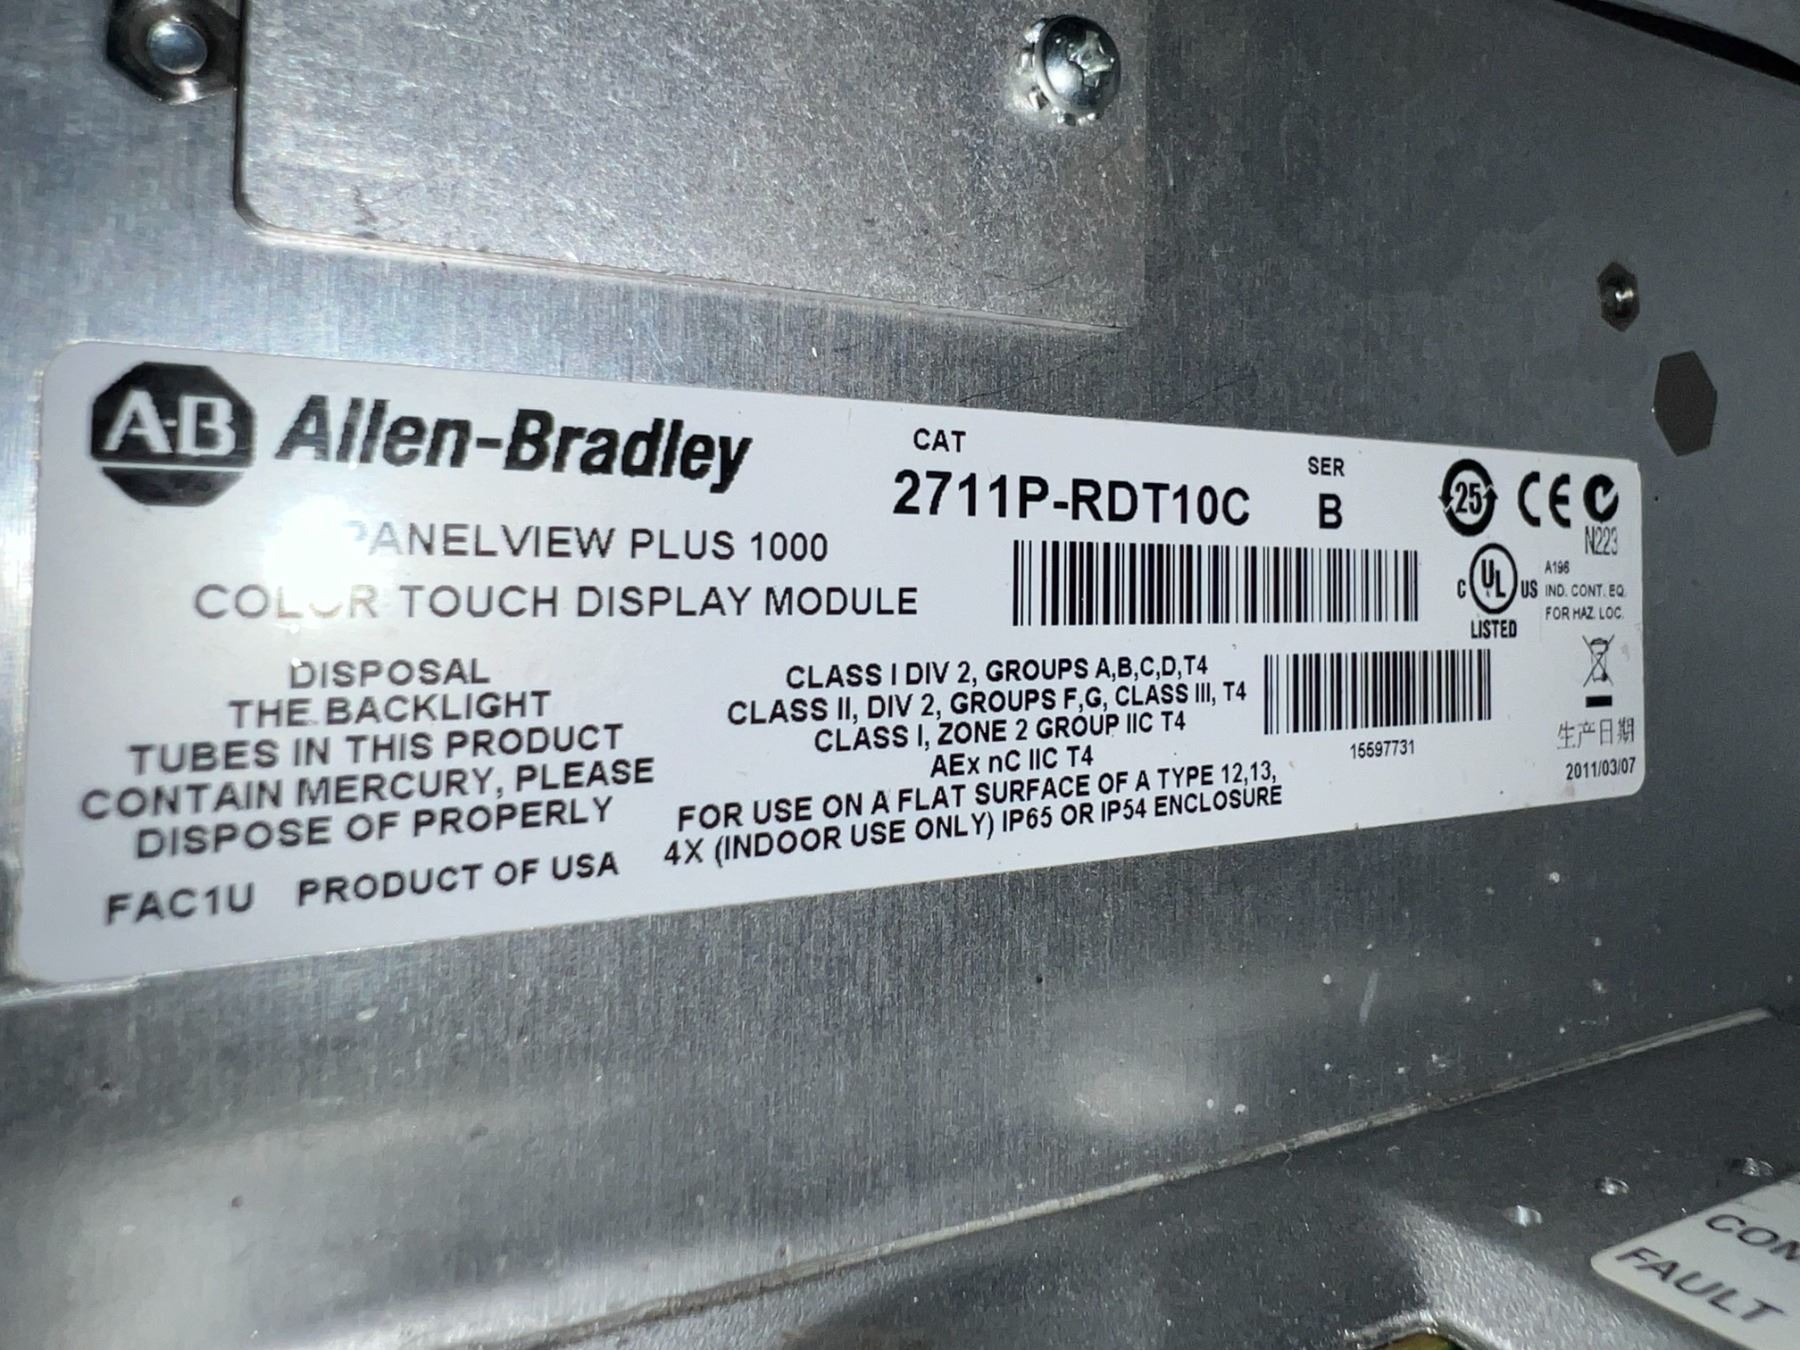 A-B Allen-Bradley
PANELVIEW PLUS 1000
COLOR TOUCH DISPLAY MODULE
DISPOSAL
THE BACKLIGHT
TUBES IN THIS PRODUCT
CONTAIN MERCURY, PLEASE
DISPOSE OF PROPERLY
FAC1U PRODUCT OF USA
CAT
2711P-RDT10C
SER
B
CLASS I DIV 2, GROUPS A,B,C,D,T4
CLASS II, DIV 2, GROUPS F,G, CLASS III, T4
CLASS I, ZONE 2 GROUP IIC T4
AEx nC IIC T4
FOR USE ON A FLAT SURFACE OF A TYPE 12,13,
4X (INDOOR USE ONLY) IP65 OR IP54 ENCLOSURE
15597731
25 CE
N223
C UL US
LISTED
A196
IND. CONT. EQ.
FOR HAZ. LOC.
生产日期
2011/03/07
FAULT